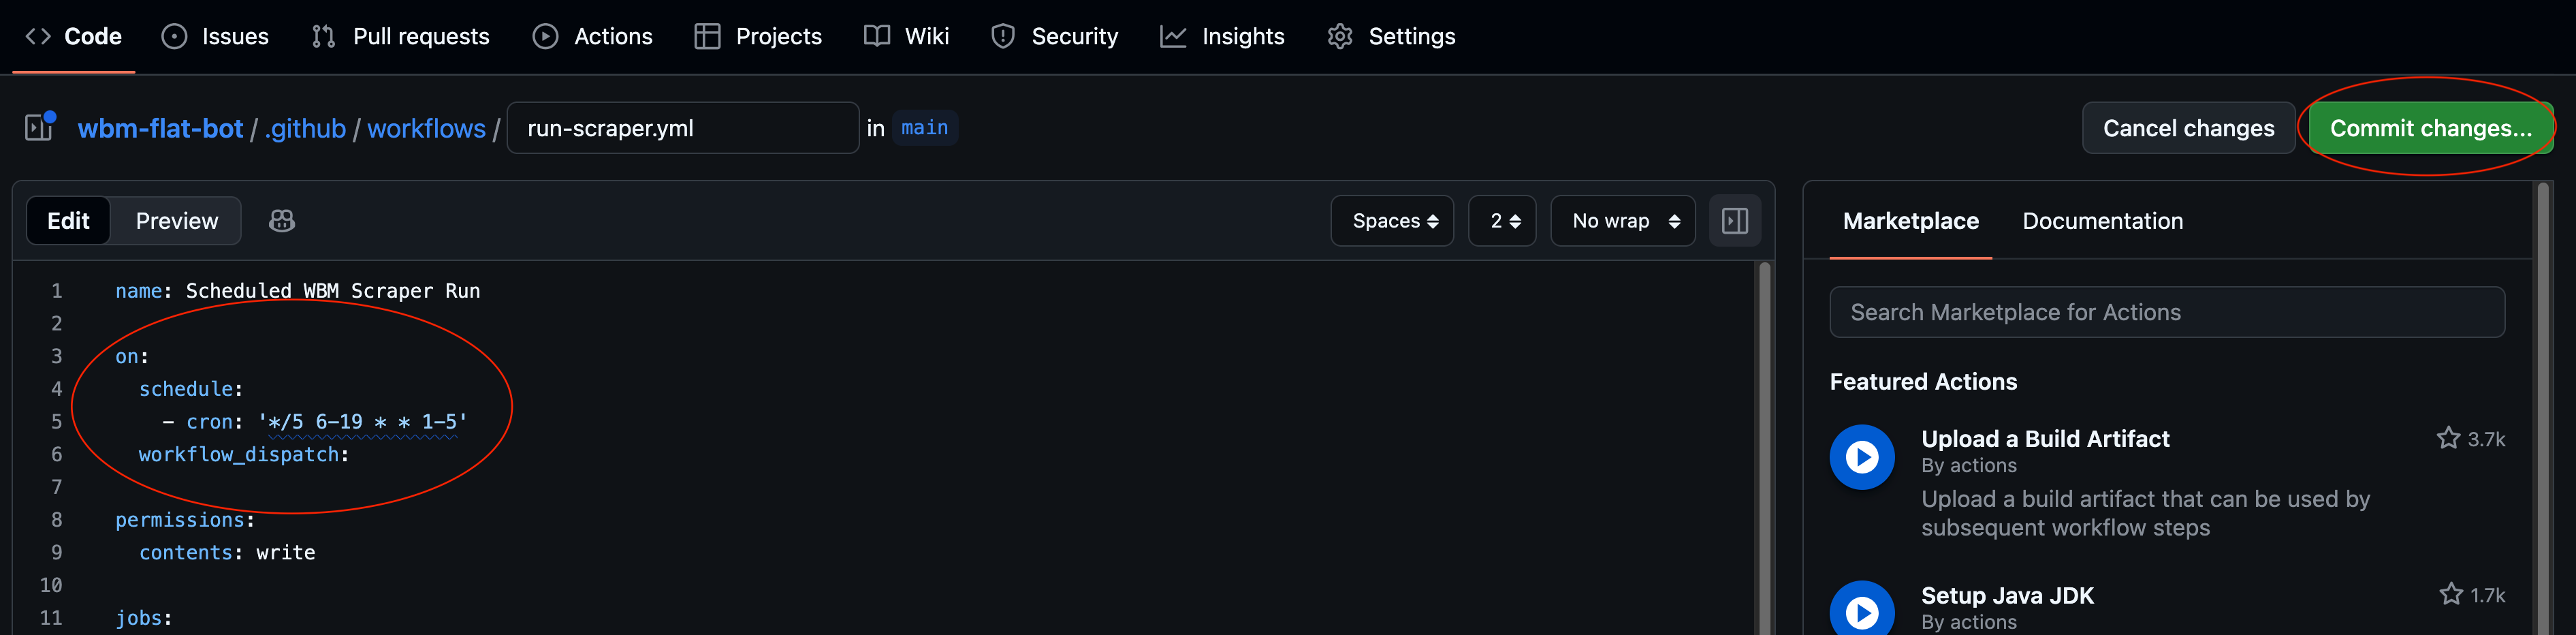 Code Issues Pull requests Actions Projects Wiki Security Insights Settings
wbm-flat-bot / .github / workflows / run-scraper.yml in main Cancel changes Commit changes...
Edit Preview Spaces 2 No wrap
1 name: Scheduled WBM Scraper Run
2
3 on:
4 schedule:
5 - cron: '*/5 6-19 * * 1-5'
6 workflow_dispatch:
7
8 permissions:
9 contents: write
10
11 jobs:
Marketplace Documentation
Search Marketplace for Actions
Featured Actions
Upload a Build Artifact 3.7k
By actions
Upload a build artifact that can be used by
subsequent workflow steps
Setup Java JDK 1.7k
By actions